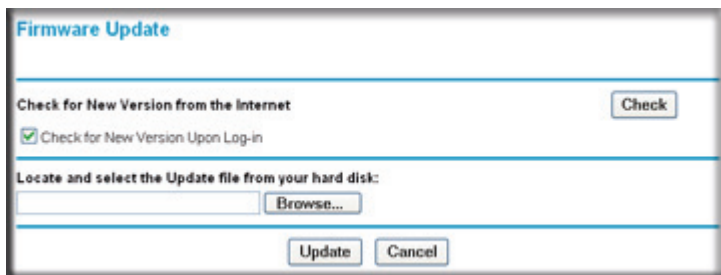 Firmware Update
Check for New Version from the Internet Check
Check for New Version Upon Log-in
Locate and select the Update file from your hard disk:
Browse...
Update Cancel